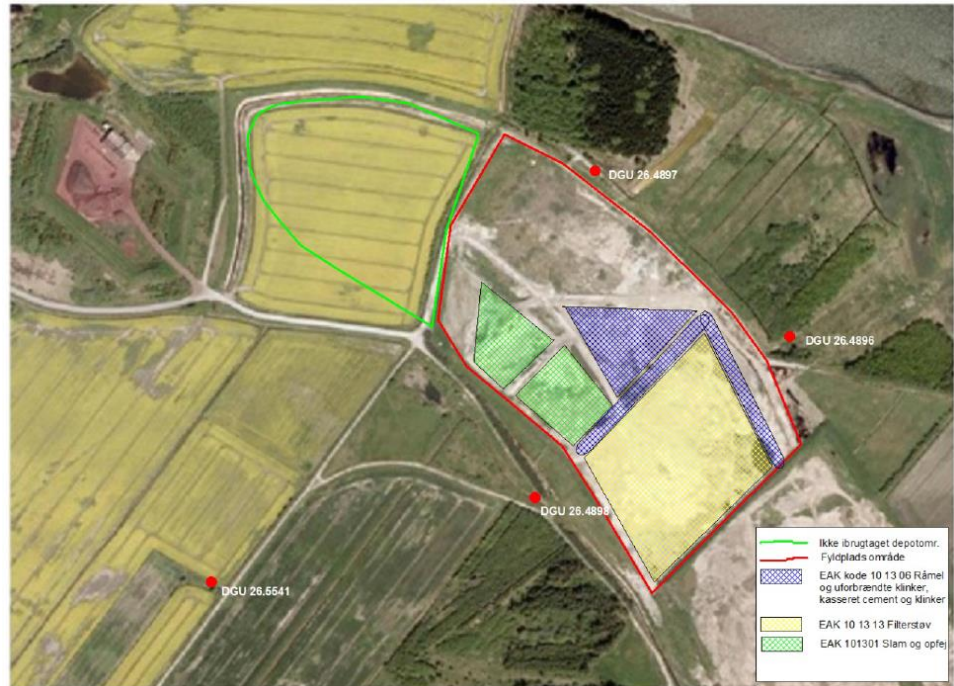 DGU 26.4897
DGU 26.4896
DGU 26.4898
DGU 26.5541
Ikke ibrugtaget depotomr.
Fyldplads område
EAK kode 10 13 06 Råmel
og uforbrændte klinker,
kasseret cement og klinker
EAK 10 13 13 Filterstøv
EAK 101301 Slam og opfej